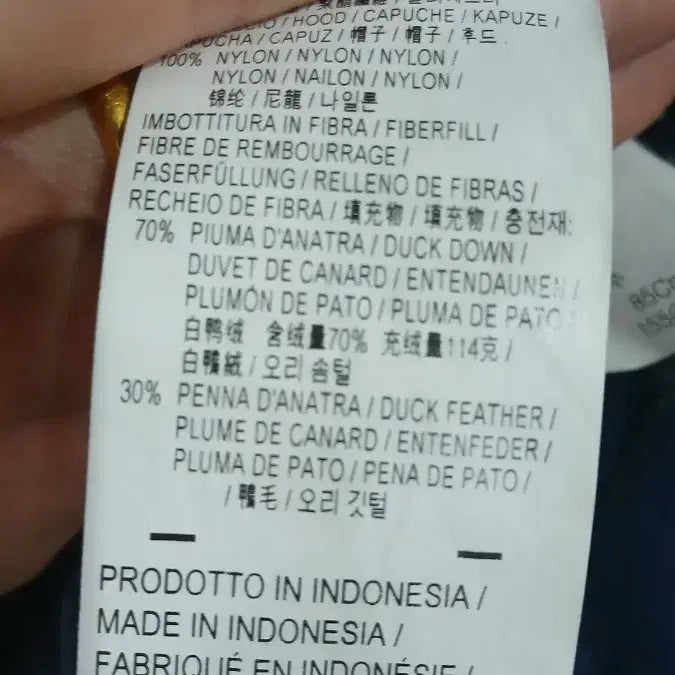 / HOOD / CAPUCHE / KAPUZE /
CAPUCHA / CAPUZ / 帽子 / 帽子 / 후드 .
100% NYLON / NYLON / NYLON /
NYLON / NAILON / NYLON /
锦纶 / 尼龍 / 나일론
IMBOTTITURA IN FIBRA / FIBERFILL /
FIBRE DE REMBOURRAGE /
FASERFÜLLUNG / RELLENO DE FIBRAS /
RECHEIO DE FIBRA / 填充物 / 填充物 / 충전재:
70% PIUMA D'ANATRA / DUCK DOWN /
DUVET DE CANARD / ENTENDAUNEN /
PLUMÓN DE PATO / PLUMA DE PATO
白鸭绒 含绒量70% 充绒量114克 /
白鴨絨 / 오리 솜털
30% PENNA D'ANATRA / DUCK FEATHER /
PLUME DE CANARD / ENTENFEDER /
PLUMA DE PATO / PENA DE PATO /
/ 鴨毛 / 오리 깃털
PRODOTTO IN INDONESIA /
MADE IN INDONESIA /
FABRIQUÉ EN INDONÉSIE /